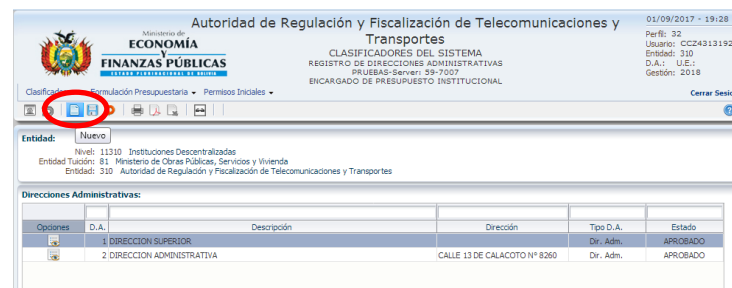 Autoridad de Regulación y Fiscalización de Telecomunicaciones y Transportes
Ministerio de
ECONOMÍA
Y
FINANZAS PÚBLICAS
ESTADO PLURINACIONAL DE BOLIVIA
CLASIFICADORES DEL SISTEMA
REGISTRO DE DIRECCIONES ADMINISTRATIVAS
PRUEBAS-Server: 59-7007
ENCARGADO DE PRESUPUESTO INSTITUCIONAL
01/09/2017 - 19:28
Perfil: 32
Usuario: CCZ4313192
Entidad: 310
D.A.: U.E.:
Gestión: 2018
Clasificado Formulación Presupuestaria Permisos Iniciales
Cerrar Sesió
Nuevo
Entidad:
Nivel: 11310 Instituciones Descentralizadas
Entidad Tuición: 81 Ministerio de Obras Públicas, Servicios y Vivienda
Entidad: 310 Autoridad de Regulación y Fiscalización de Telecomunicaciones y Transportes
Direcciones Administrativas:
Opciones D.A. Descripción Dirección Tipo D.A. Estado
1 DIRECCION SUPERIOR Dir. Adm. APROBADO
2 DIRECCION ADMINISTRATIVA CALLE 13 DE CALACOTO Nº 8260 Dir. Adm. APROBADO